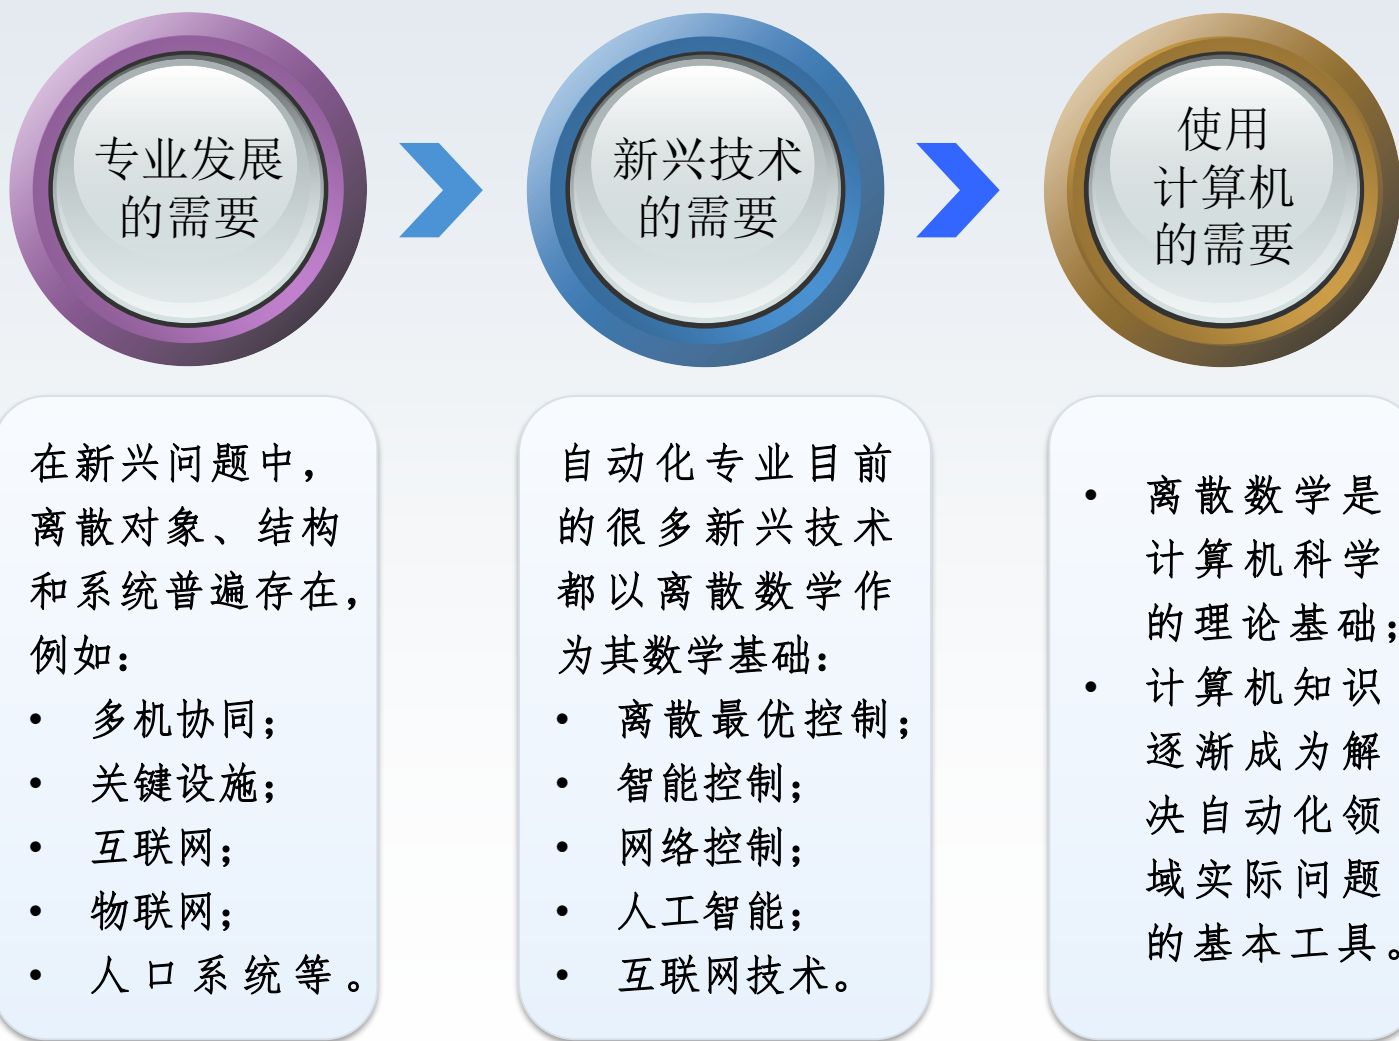 专业发展
的需要
新兴技术
的需要
使用
计算机
的需要
在新兴问题中，
离散对象、结构
和系统普遍存在，
例如：
• 多机协同；
• 关键设施；
• 互联网；
• 物联网；
• 人口系统等。
自动化专业目前
的很多新兴技术
都以离散数学作
为其数学基础：
• 离散最优控制；
• 智能控制；
• 网络控制；
• 人工智能；
• 互联网技术。
• 离散数学是
计算机科学
的理论基础；
• 计算机知识
逐渐成为解
决自动化领
域实际问题
的基本工具。